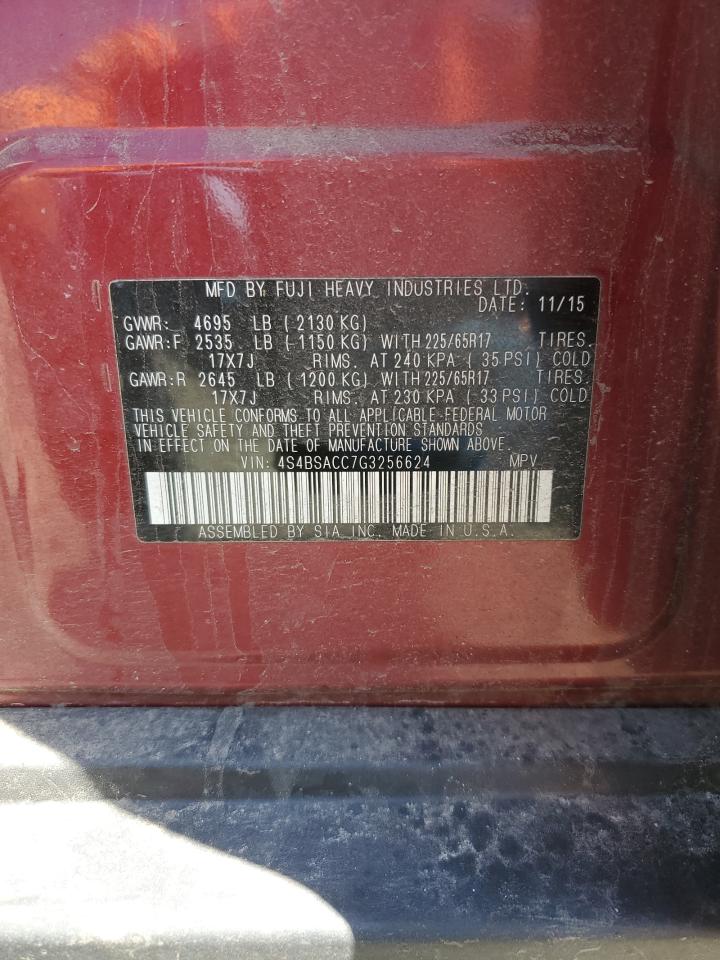 MFD BY FUJI HEAVY INDUSTRIES LTD.
DATE: 11/15
GVWR: 4695 LB ( 2130 KG)
GAWR:F 2535 LB ( 1150 KG) WITH 225/65R17 TIRES.
17X7J RIMS. AT 240 KPA ( 35 PSI) COLD
GAWR:R 2645 LB ( 1200 KG) WITH 225/65R17 TIRES.
17X7J RIMS. AT 230 KPA ( 33 PSI) COLD
THIS VEHICLE CONFORMS TO ALL APPLICABLE FEDERAL MOTOR
VEHICLE SAFETY AND THEFT PREVENTION STANDARDS
IN EFFECT ON THE DATE OF MANUFACTURE SHOWN ABOVE.
VIN: 4S4BSACC7G3256624 MPV
ASSEMBLED BY SIA INC. MADE IN U.S.A.